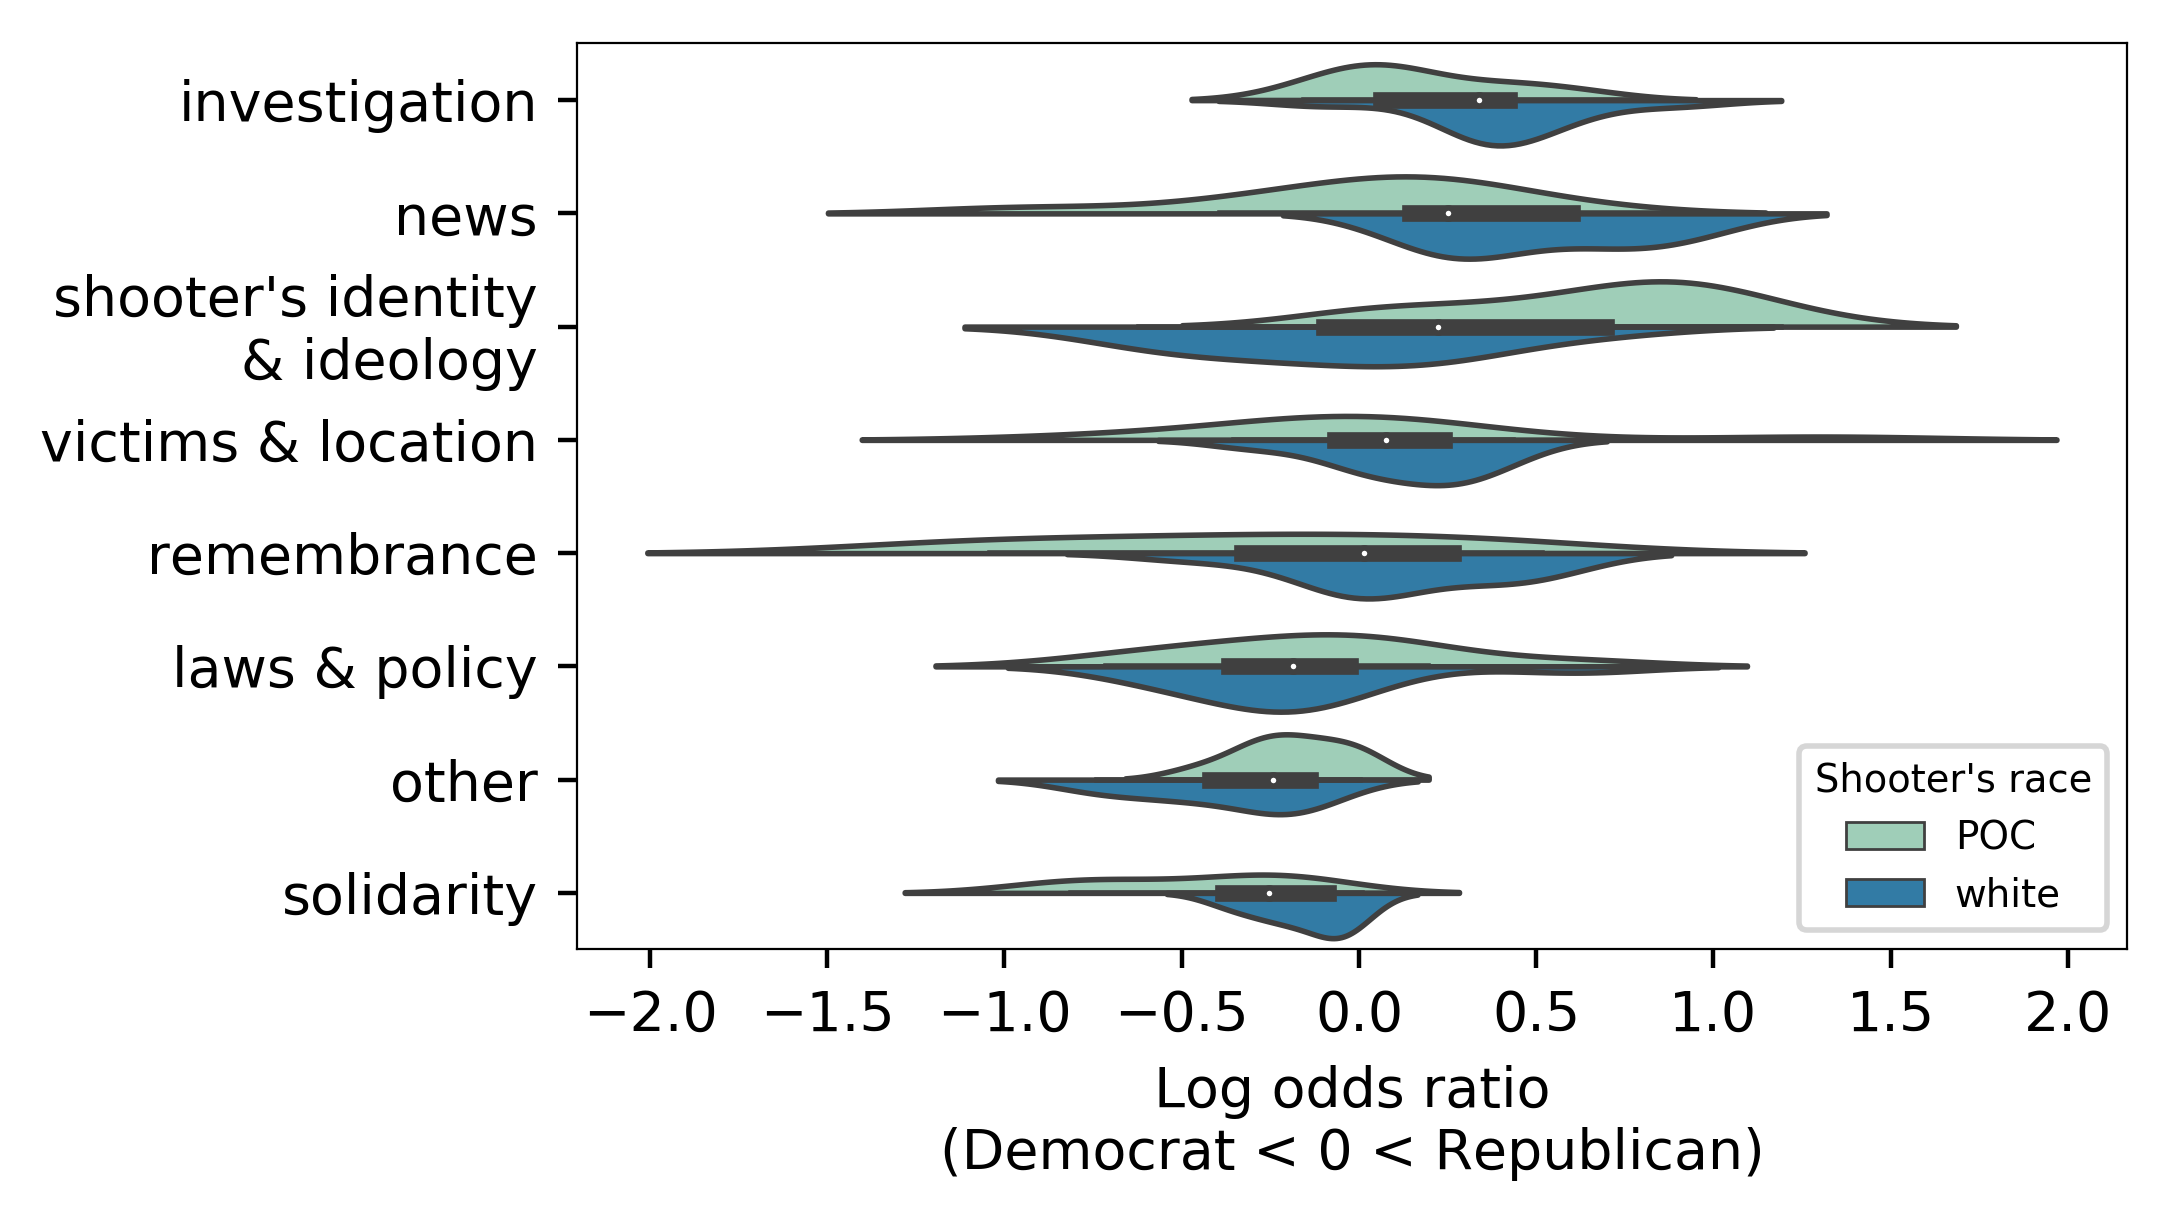 investigation
news
shooter's identity
& ideology
victims & location
remembrance
laws & policy
other
solidarity
Shooter's race
POC
white
−2.0 −1.5 −1.0 −0.5 0.0 0.5 1.0 1.5 2.0
Log odds ratio
(Democrat < 0 < Republican)